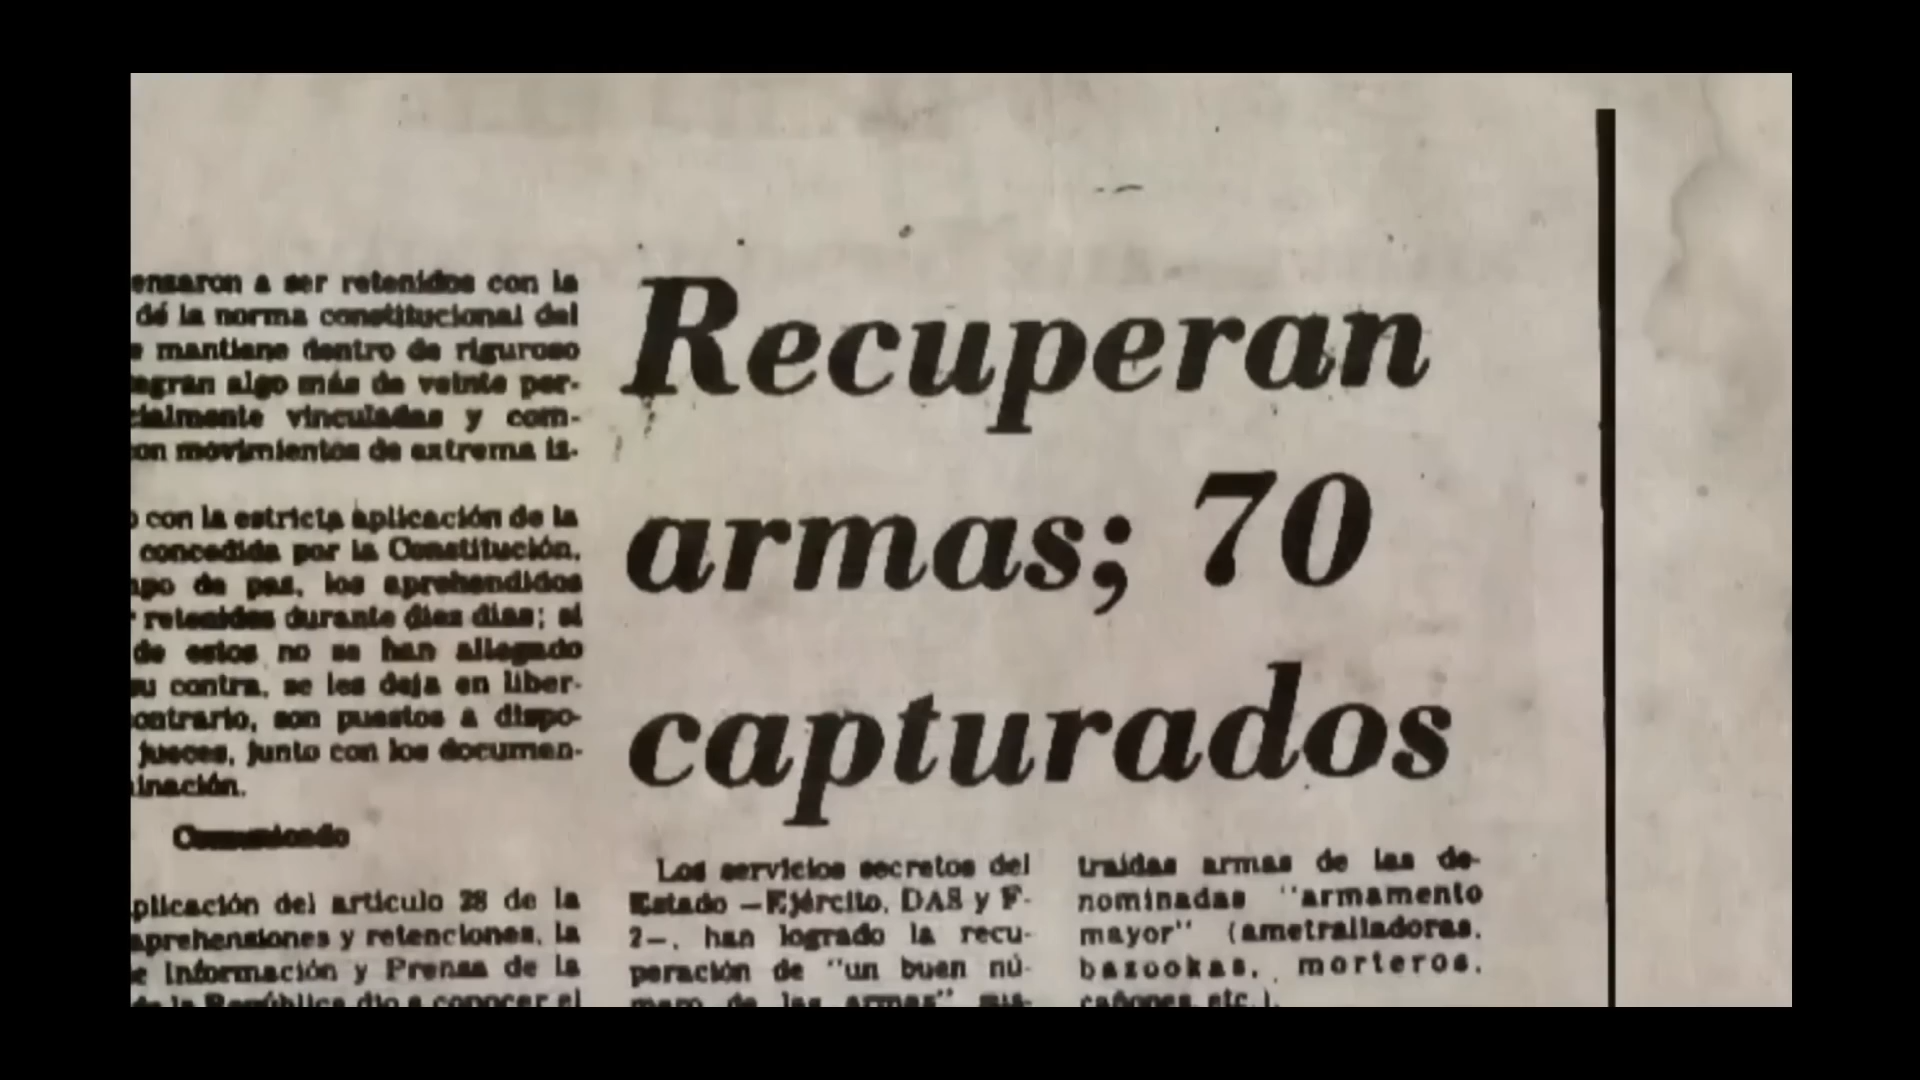 ensaron a ser retenidos con la
dé la norma constitucional del
e mantiene dentro de riguroso
egran algo más de veinte per-
cialmente vinculadas y com-
on movimientos de extrema iz-
o con la estricta aplicación de la
concedida por la Constitución,
mpo de paz, los aprehendidos
r retenidos durante diez días; si
de estos no se han allegado
su contra, se les deja en liber-
contrario, son puestos a dispo-
jueces, junto con los documen-
inación.
Comunicado
plicación del artículo 28 de la
aprehensiones y retenciones, la
e Información y Prensa de la
de la República dio a conocer el
Recuperan
armas; 70
capturados
Los servicios secretos del
Estado —Ejército, DAS y F-
2—, han logrado la recu-
peración de "un buen nú-
mero de las armas" sus-
traídas armas de las de-
nominadas "armamento
mayor" (ametralladoras,
bazookas, morteros,
cañones, etc.).